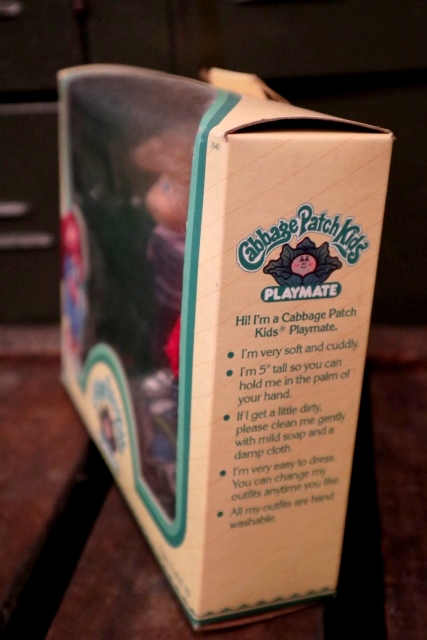 Cabbage Patch Kids
PLAYMATE
Hi! I'm a Cabbage Patch
Kids® Playmate.
• I'm very soft and cuddly.
• I'm 5" tall so you can
hold me in the palm of
your hand.
• If I get a little dirty,
please clean me gently
with mild soap and a
damp cloth.
• I'm very easy to dress.
You can change my
outfits anytime you like.
• All my outfits are hand
washable.